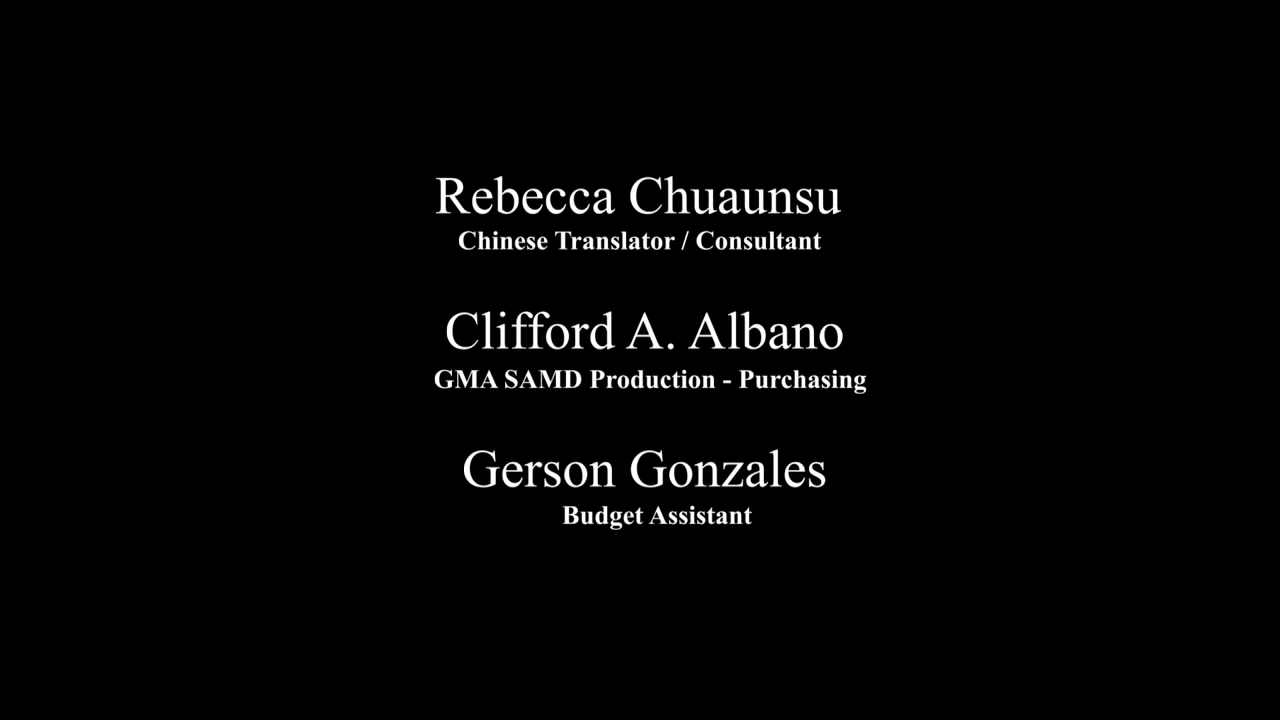 Rebecca Chuaunsu
Chinese Translator / Consultant
Clifford A. Albano
GMA SAMD Production - Purchasing
Gerson Gonzales
Budget Assistant